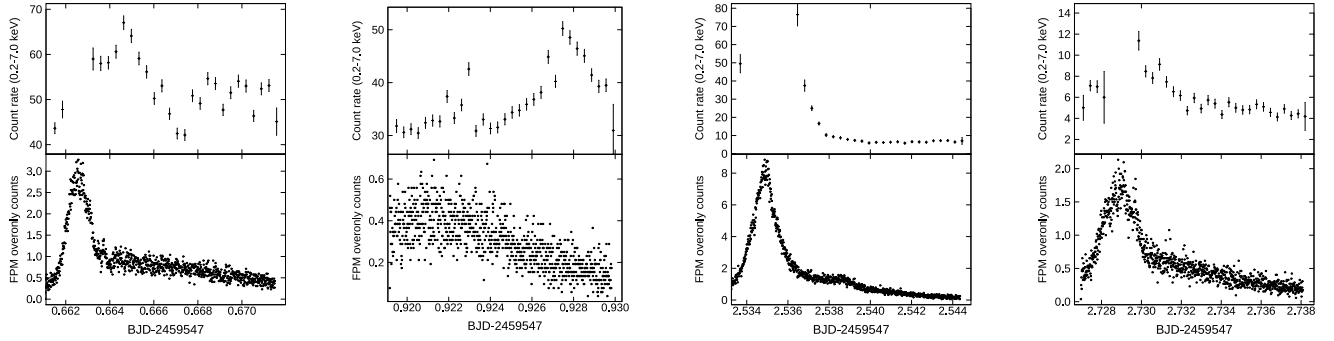 Count rate (0.2-7.0 keV)
70
60
50
40
FPM overonly counts
3.0
2.5
2.0
1.5
1.0
0.5
0.0
0.662 0.664 0.666 0.668 0.670
BJD-2459547
Count rate (0.2-7.0 keV)
50
40
30
FPM overonly counts
0.6
0.4
0.2
0.920 0.922 0.924 0.926 0.928 0.930
BJD-2459547
Count rate (0.2-7.0 keV)
80
70
60
50
40
30
20
10
0
FPM overonly counts
8
6
4
2
0
2.534 2.536 2.538 2.540 2.542 2.544
BJD-2459547
Count rate (0.2-7.0 keV)
14
12
10
8
6
4
2
FPM overonly counts
2.0
1.5
1.0
0.5
0.0
2.728 2.730 2.732 2.734 2.736 2.738
BJD-2459547